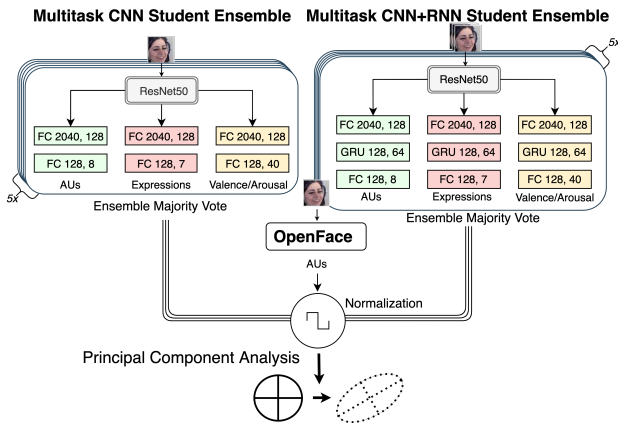 Multitask CNN Student Ensemble
Multitask CNN+RNN Student Ensemble
5x
ResNet50
FC 2040, 128
FC 2040, 128
FC 2040, 128
FC 128, 8
FC 128, 7
FC 128, 40
AUs
Expressions
Valence/Arousal
5x
Ensemble Majority Vote
ResNet50
FC 2040, 128
FC 2040, 128
FC 2040, 128
GRU 128, 64
GRU 128, 64
GRU 128, 64
FC 128, 8
FC 128, 7
FC 128, 40
AUs
Expressions
Valence/Arousal
Ensemble Majority Vote
OpenFace
AUs
Normalization
Principal Component Analysis